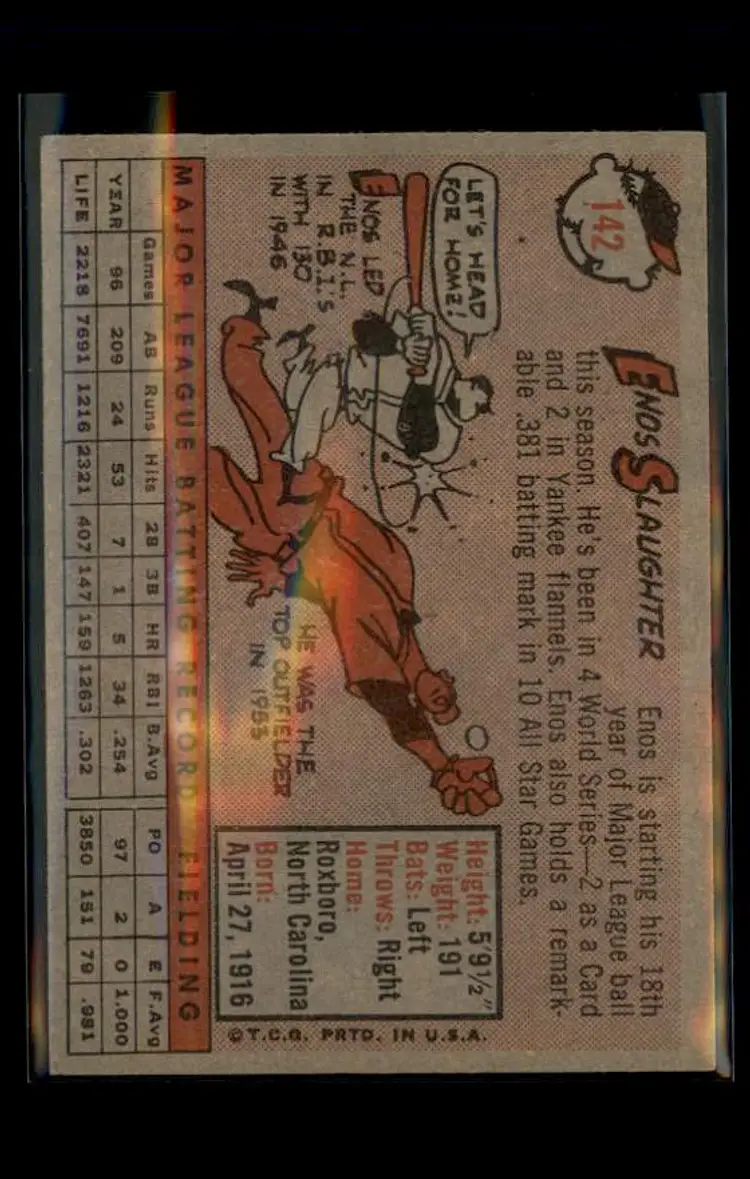 142
ENOS SLAUGHTER
Enos is starting his 18th
year of Major League ball
this season. He's been in 4 World Series—2 as a Card
and 2 in Yankee flannels. Enos also holds a remark-
able .381 batting mark in 10 All Star Games.
LET'S HEAD
FOR HOME!
ENOS LED
THE N.L.
IN R.B.I.'S
WITH 130
IN 1946
HE WAS THE
TOP OUTFIELDER
IN 1953
Height: 5'9½"
Weight: 191
Bats: Left
Throws: Right
Home:
Roxboro,
North Carolina
Born:
April 27, 1916
©T.C.G. PRTD. IN U.S.A.
MAJOR LEAGUE BATTING RECORD FIELDING
Games AB Runs Hits 2B 3B HR RBI B.Avg PO A E F.Avg
YEAR 96 209 24 53 7 1 5 34 .254 97 2 0 1.000
LIFE 2218 7691 1216 2321 407 147 159 1263 .302 3850 151 79 .981